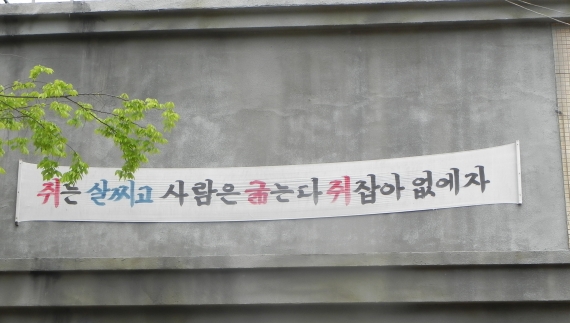 쥐는 살찌고 사람은 굶는다 쥐 잡아 없에자